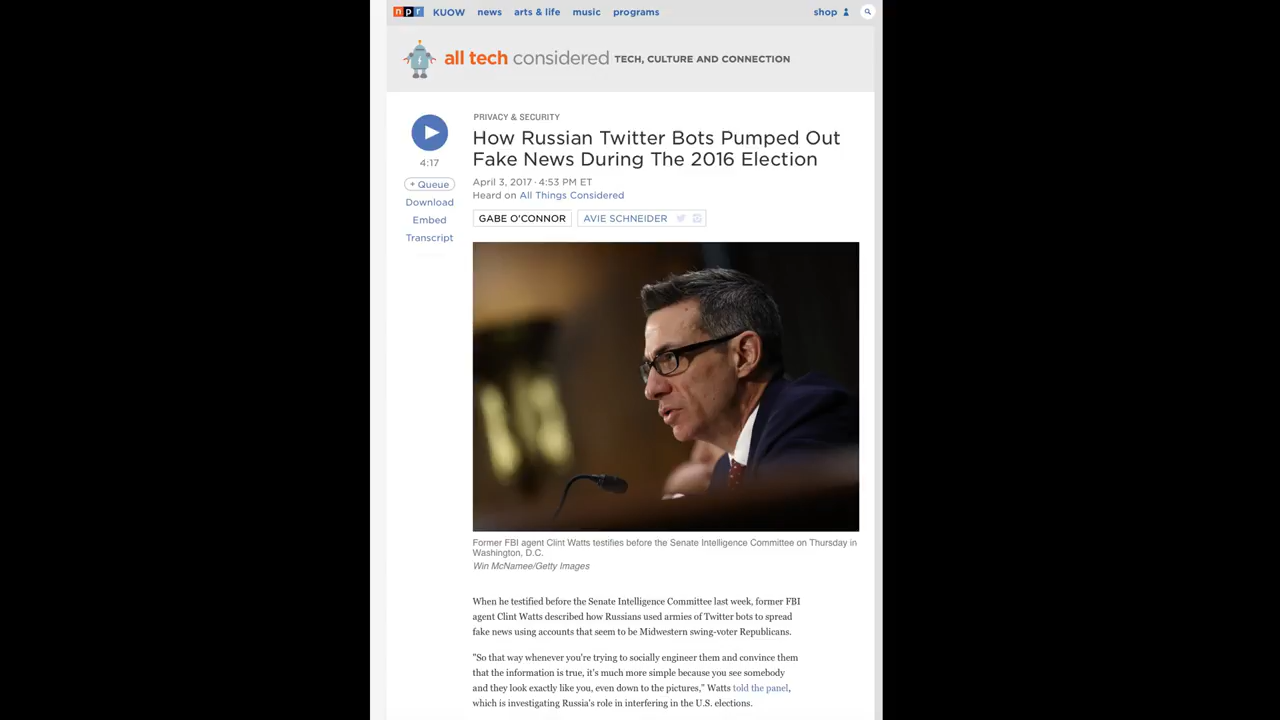 npr KUOW news arts & life music programs shop
all tech considered TECH, CULTURE AND CONNECTION
PRIVACY & SECURITY
How Russian Twitter Bots Pumped Out
Fake News During The 2016 Election
4:17
April 3, 2017 · 4:53 PM ET
Heard on All Things Considered
+ Queue
Download
Embed
Transcript
GABE O'CONNOR AVIE SCHNEIDER
Former FBI agent Clint Watts testifies before the Senate Intelligence Committee on Thursday in
Washington, D.C.
Win McNamee/Getty Images
When he testified before the Senate Intelligence Committee last week, former FBI
agent Clint Watts described how Russians used armies of Twitter bots to spread
fake news using accounts that seem to be Midwestern swing-voter Republicans.
"So that way whenever you're trying to socially engineer them and convince them
that the information is true, it's much more simple because you see somebody
and they look exactly like you, even down to the pictures," Watts told the panel,
which is investigating Russia's role in interfering in the U.S. elections.